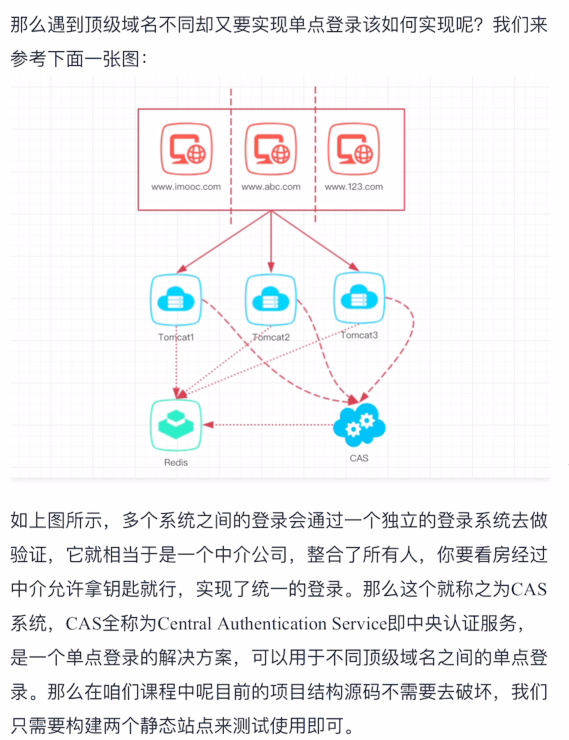 那么遇到顶级域名不同却又要实现单点登录该如何实现呢？我们来
参考下面一张图：
www.imooc.com
www.abc.com
www.123.com
Tomcat1
Tomcat2
Tomcat3
Redis
CAS
如上图所示，多个系统之间的登录会通过一个独立的登录系统去做
验证，它就相当于是一个中介公司，整合了所有人，你要看房经过
中介允许拿钥匙就行，实现了统一的登录。那么这个就称之为CAS
系统，CAS全称为Central Authentication Service即中央认证服务，
是一个单点登录的解决方案，可以用于不同顶级域名之间的单点登
录。那么在咱们课程中呢目前的项目结构源码不需要去破坏，我们
只需要构建两个静态站点来测试使用即可。